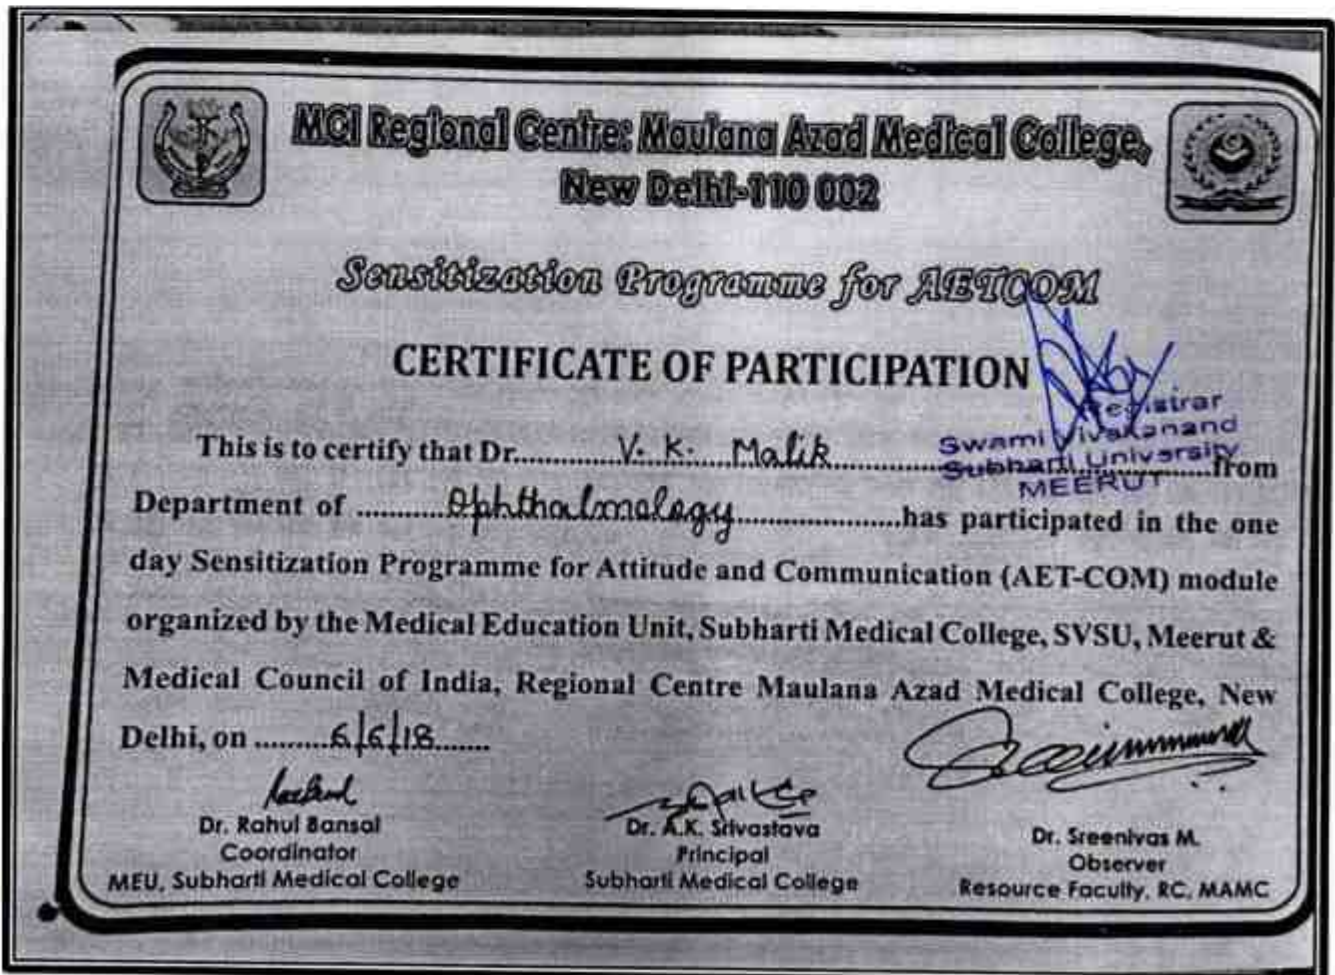 MCI Regional Centre: Maulana Azad Medical College,
New Delhi-110 002
Sensitization Programme for AETCOM
CERTIFICATE OF PARTICIPATION
Registrar
Swami Vivekanand
Subharti University
MEERUT
This is to certify that Dr. V. K. Malik from
Department of Ophthalmology has participated in the one
day Sensitization Programme for Attitude and Communication (AET-COM) module
organized by the Medical Education Unit, Subharti Medical College, SVSU, Meerut &
Medical Council of India, Regional Centre Maulana Azad Medical College, New
Delhi, on 6/6/18
Dr. Rahul Bansal
Coordinator
MEU, Subharti Medical College
Dr. A.K. Srivastava
Principal
Subharti Medical College
Dr. Sreenivas M.
Observer
Resource Faculty, RC, MAMC